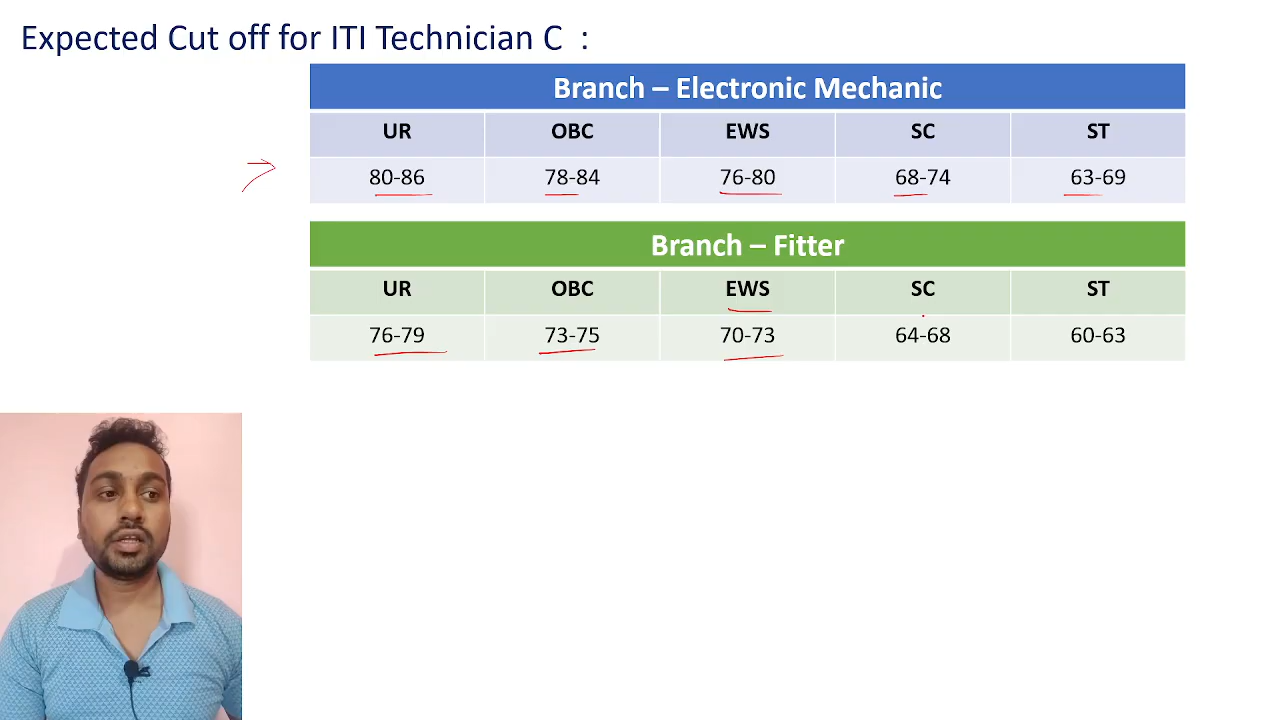 Expected Cut off for ITI Technician C :
Branch – Electronic Mechanic
UR OBC EWS SC ST
80-86 78-84 76-80 68-74 63-69
Branch – Fitter
UR OBC EWS SC ST
76-79 73-75 70-73 64-68 60-63